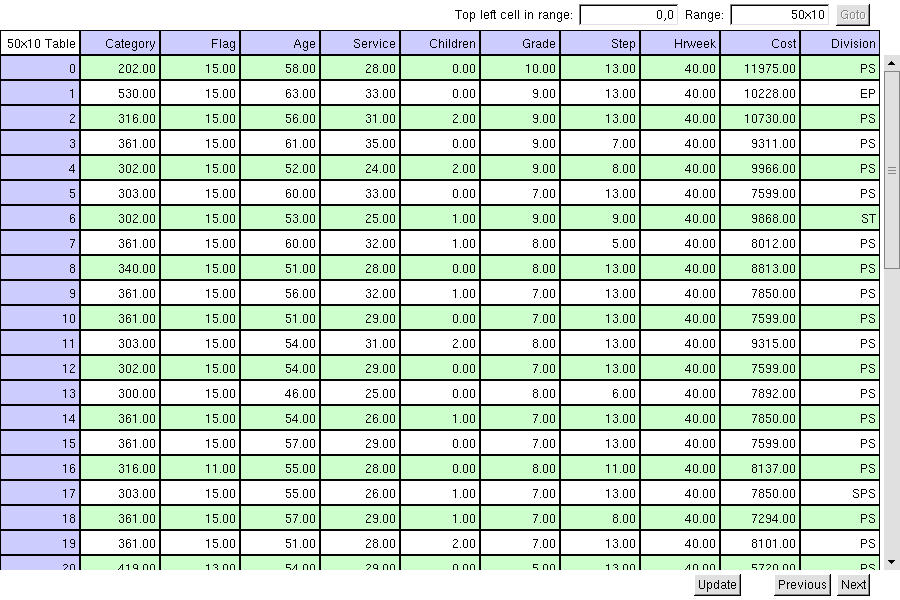 Top left cell in range: 0,0 Range: 50x10 Goto
50x10 Table Category Flag Age Service Children Grade Step Hrweek Cost Division
0 202.00 15.00 58.00 28.00 0.00 10.00 13.00 40.00 11975.00 PS
1 530.00 15.00 63.00 33.00 0.00 9.00 13.00 40.00 10228.00 EP
2 316.00 15.00 56.00 31.00 2.00 9.00 13.00 40.00 10730.00 PS
3 361.00 15.00 61.00 35.00 0.00 9.00 7.00 40.00 9311.00 PS
4 302.00 15.00 52.00 24.00 2.00 9.00 8.00 40.00 9966.00 PS
5 303.00 15.00 60.00 33.00 0.00 7.00 13.00 40.00 7599.00 PS
6 302.00 15.00 53.00 25.00 1.00 9.00 9.00 40.00 9868.00 ST
7 361.00 15.00 60.00 32.00 1.00 8.00 5.00 40.00 8012.00 PS
8 340.00 15.00 51.00 28.00 0.00 8.00 13.00 40.00 8813.00 PS
9 361.00 15.00 56.00 32.00 1.00 7.00 13.00 40.00 7850.00 PS
10 361.00 15.00 51.00 29.00 0.00 7.00 13.00 40.00 7599.00 PS
11 303.00 15.00 54.00 31.00 2.00 8.00 13.00 40.00 9315.00 PS
12 302.00 15.00 54.00 29.00 0.00 7.00 13.00 40.00 7599.00 PS
13 300.00 15.00 46.00 25.00 0.00 8.00 6.00 40.00 7892.00 PS
14 361.00 15.00 54.00 26.00 1.00 7.00 13.00 40.00 7850.00 PS
15 361.00 15.00 57.00 29.00 0.00 7.00 13.00 40.00 7599.00 PS
16 316.00 11.00 55.00 28.00 0.00 8.00 11.00 40.00 8137.00 PS
17 303.00 15.00 55.00 26.00 1.00 7.00 13.00 40.00 7850.00 SPS
18 361.00 15.00 57.00 29.00 1.00 7.00 8.00 40.00 7294.00 PS
19 361.00 15.00 51.00 28.00 2.00 7.00 13.00 40.00 8101.00 PS
20 419.00 13.00 54.00 29.00 0.00 5.00 13.00 40.00 5720.00 PS
Update Previous Next